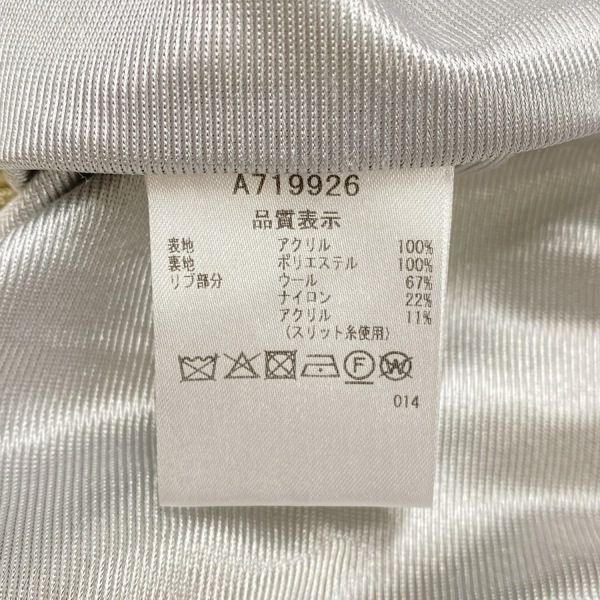 A719926
品質表示
表地 アクリル 100%
裏地 ポリエステル 100%
リブ部分 ウール 67%
ナイロン 22%
アクリル 11%
(スリット糸使用)
F W
014